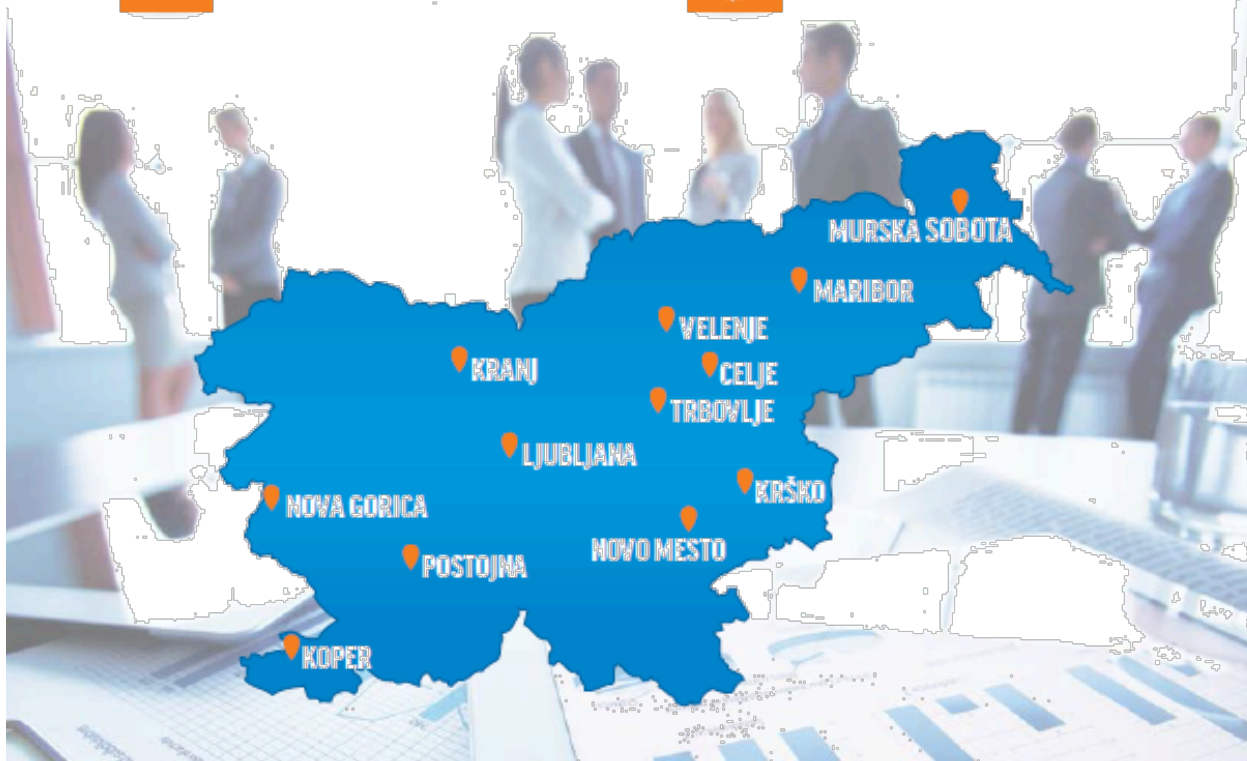 MURSKA SOBOTA
MARIBOR
VELENJE
KRANJ
CELJE
TRBOVLJE
LJUBLJANA
KRŠKO
NOVA GORICA
NOVO MESTO
POSTOJNA
KOPER